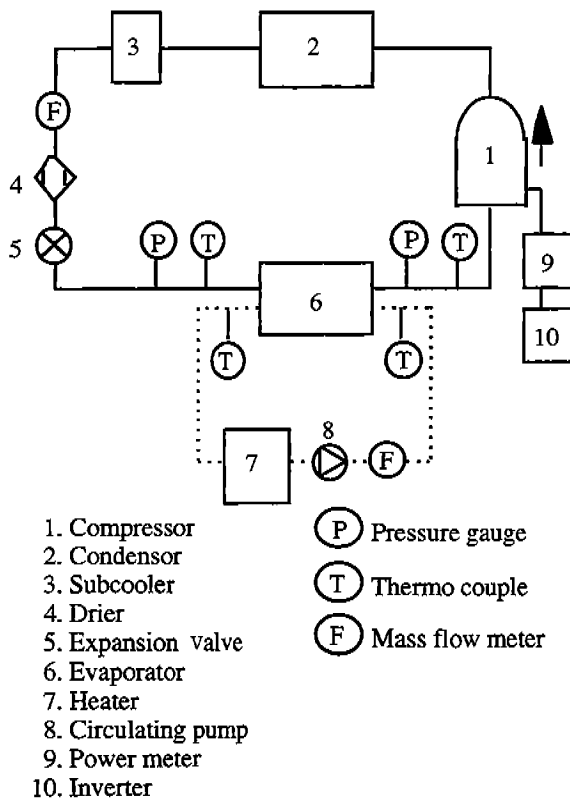 3
2
F
1
4
5
P
T
P
T
9
6
10
T
T
8
7
F
1. Compressor
2. Condensor
3. Subcooler
4. Drier
5. Expansion valve
6. Evaporator
7. Heater
8. Circulating pump
9. Power meter
10. Inverter
P Pressure gauge
T Thermo couple
F Mass flow meter